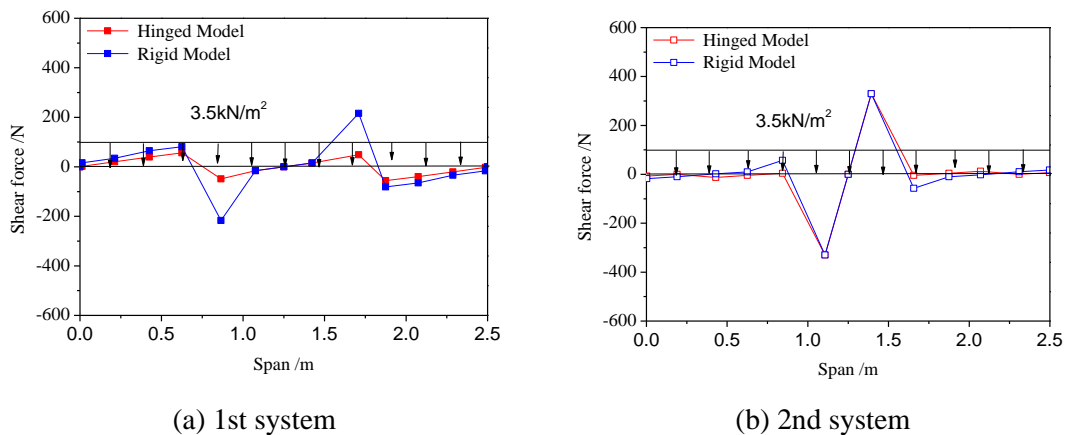 600
400
200
0
-200
-400
-600
Shear force /N
Hinged Model
Rigid Model
3.5kN/m²
0.0 0.5 1.0 1.5 2.0 2.5
Span /m
(a) 1st system
600
400
200
0
-200
-400
-600
Shear force /N
Hinged Model
Rigid Model
3.5kN/m²
0.0 0.5 1.0 1.5 2.0 2.5
Span /m
(b) 2nd system